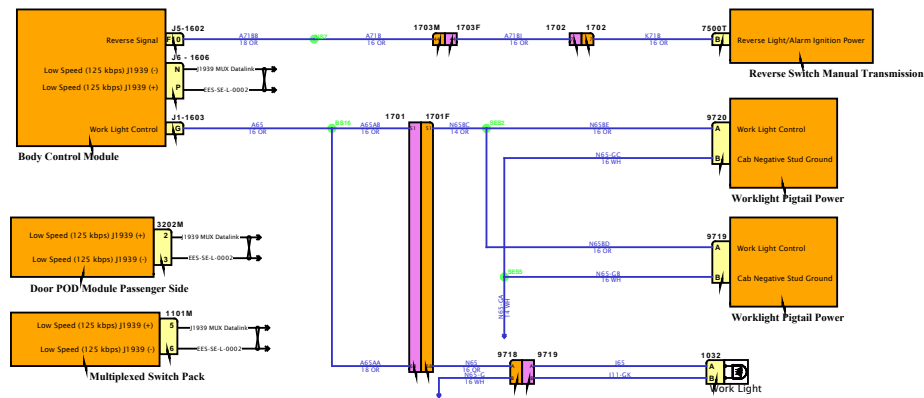 J5-1602
Reverse Signal
A718B
18 OR
A718
16 OR
1703M
1703F
A718J
16 OR
1702
1702
K718
16 OR
7500T
B
Reverse Light/Alarm Ignition Power
Reverse Switch Manual Transmission
J6 - 1606
Low Speed (125 kbps) J1939 (-)
N
J1939 MUX Datalink
Low Speed (125 kbps) J1939 (+)
P
EES-SE-L-0002
J1-1603
Work Light Control
G
A65
16 OR
A65AB
16 OR
1701
1701F
N65BC
14 OR
N65BE
16 OR
9720
A
Work Light Control
Body Control Module
N65-GC
16 WH
B
Cab Negative Stud Ground
Worklight Pigtail Power
3202M
Low Speed (125 kbps) J1939 (+)
2
J1939 MUX Datalink
Low Speed (125 kbps) J1939 (-)
3
EES-SE-L-0002
Door POD Module Passenger Side
9719
N65BD
16 OR
A
Work Light Control
N65-GB
16 WH
B
Cab Negative Stud Ground
Worklight Pigtail Power
N65-GA
14 WH
1101M
Low Speed (125 kbps) J1939 (+)
5
J1939 MUX Datalink
Low Speed (125 kbps) J1939 (-)
6
EES-SE-L-0002
Multiplexed Switch Pack
A65AA
18 OR
N65
16 OR
N65-G
16 WH
9718
9719
J65
J11-GK
1032
A
B
Work Light